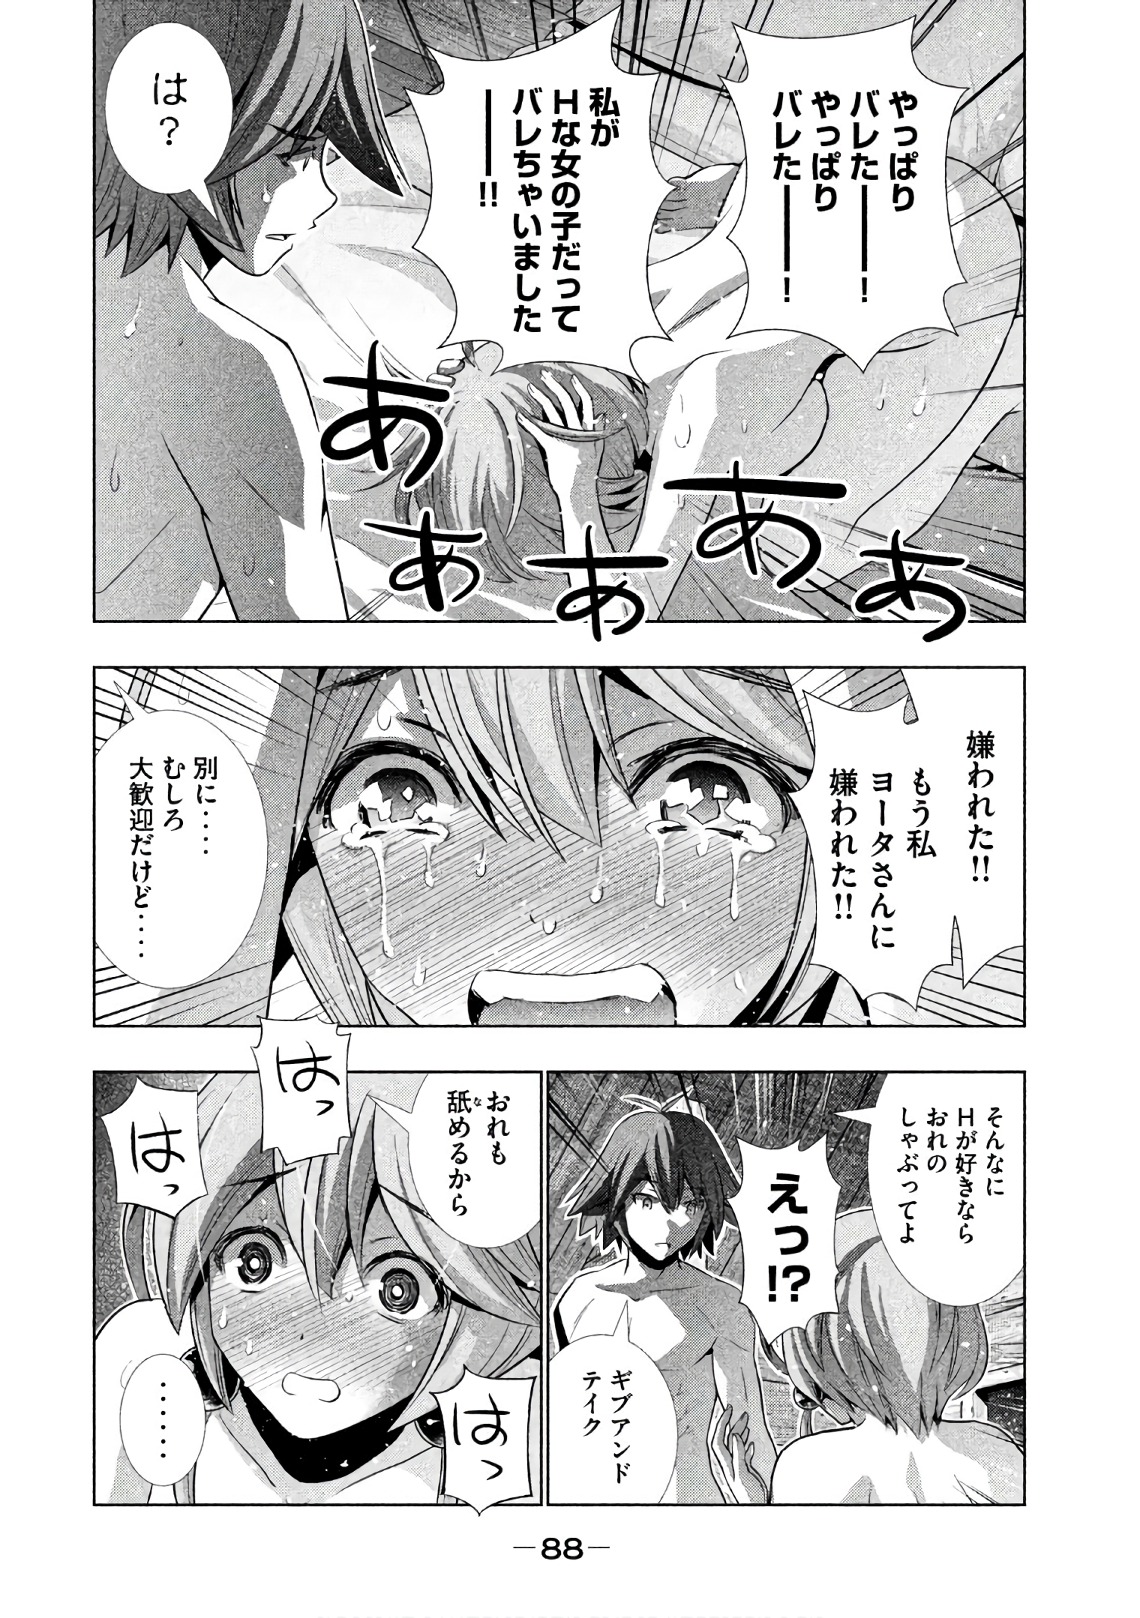 やっぱり
バレた――!
やっぱり
バレた――!
私が
Hな女の子だって
バレちゃいました
――!!
は?
あ
あ
あ
あ
あ
嫌われた!!
もう私
ヨータさんに
嫌われた!!
別に‥‥
むしろ
大歓迎だけど‥‥
そんなに
Hが好きなら
おれの
しゃぶってよ
えっ
!?
ギブアンド
テイク
おれも
舐めるから
な
はっ
はっ
はっ
‥‥‥
―88―